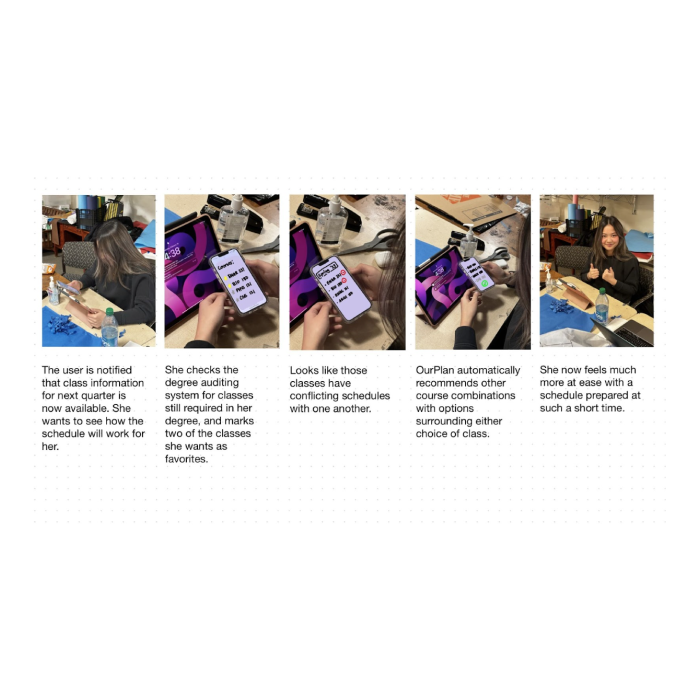 4:38
Courses:
The user is notified
that class information
for next quarter is
now available. She
wants to see how the
schedule will work for
her.
She checks the
degree auditing
system for classes
still required in her
degree, and marks
two of the classes
she wants as
favorites.
Looks like those
classes have
conflicting schedules
with one another.
OurPlan automatically
recommends other
course combinations
with options
surrounding either
choice of class.
She now feels much
more at ease with a
schedule prepared at
such a short time.